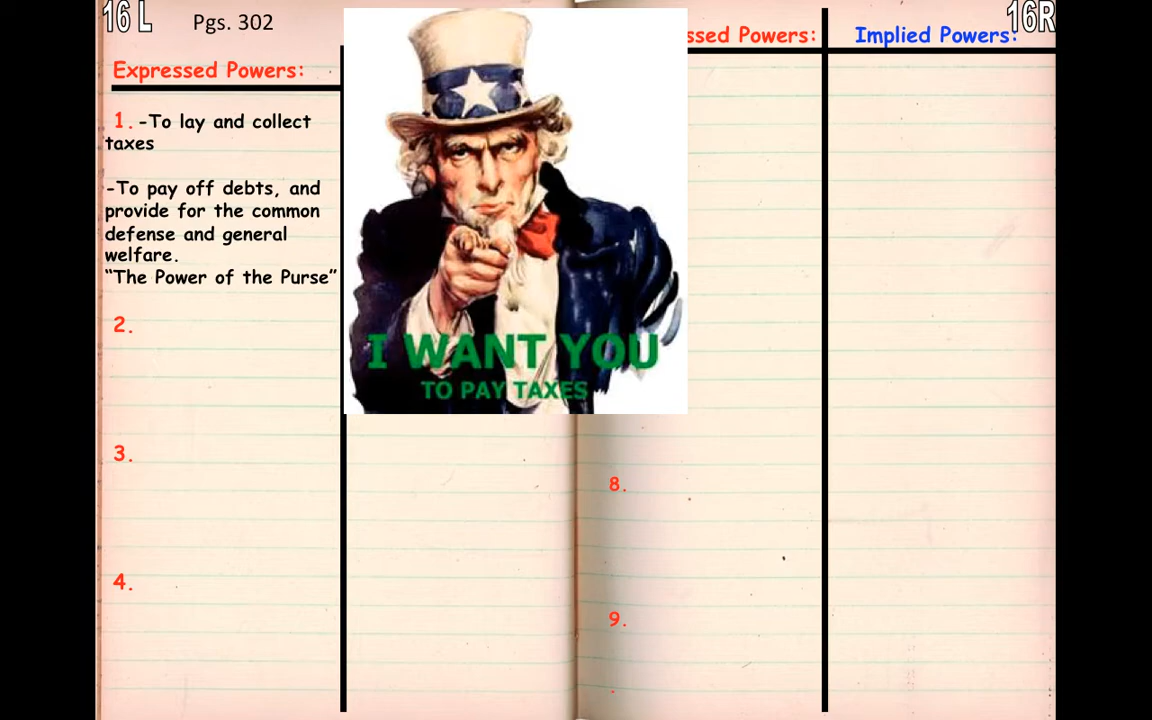 16 L
Pgs. 302
Expressed Powers:
1. -To lay and collect
taxes
-To pay off debts, and
provide for the common
defense and general
welfare.
“The Power of the Purse”
2.
3.
4.
I WANT YOU
TO PAY TAXES
16R
ssed Powers:
Implied Powers:
8.
9.